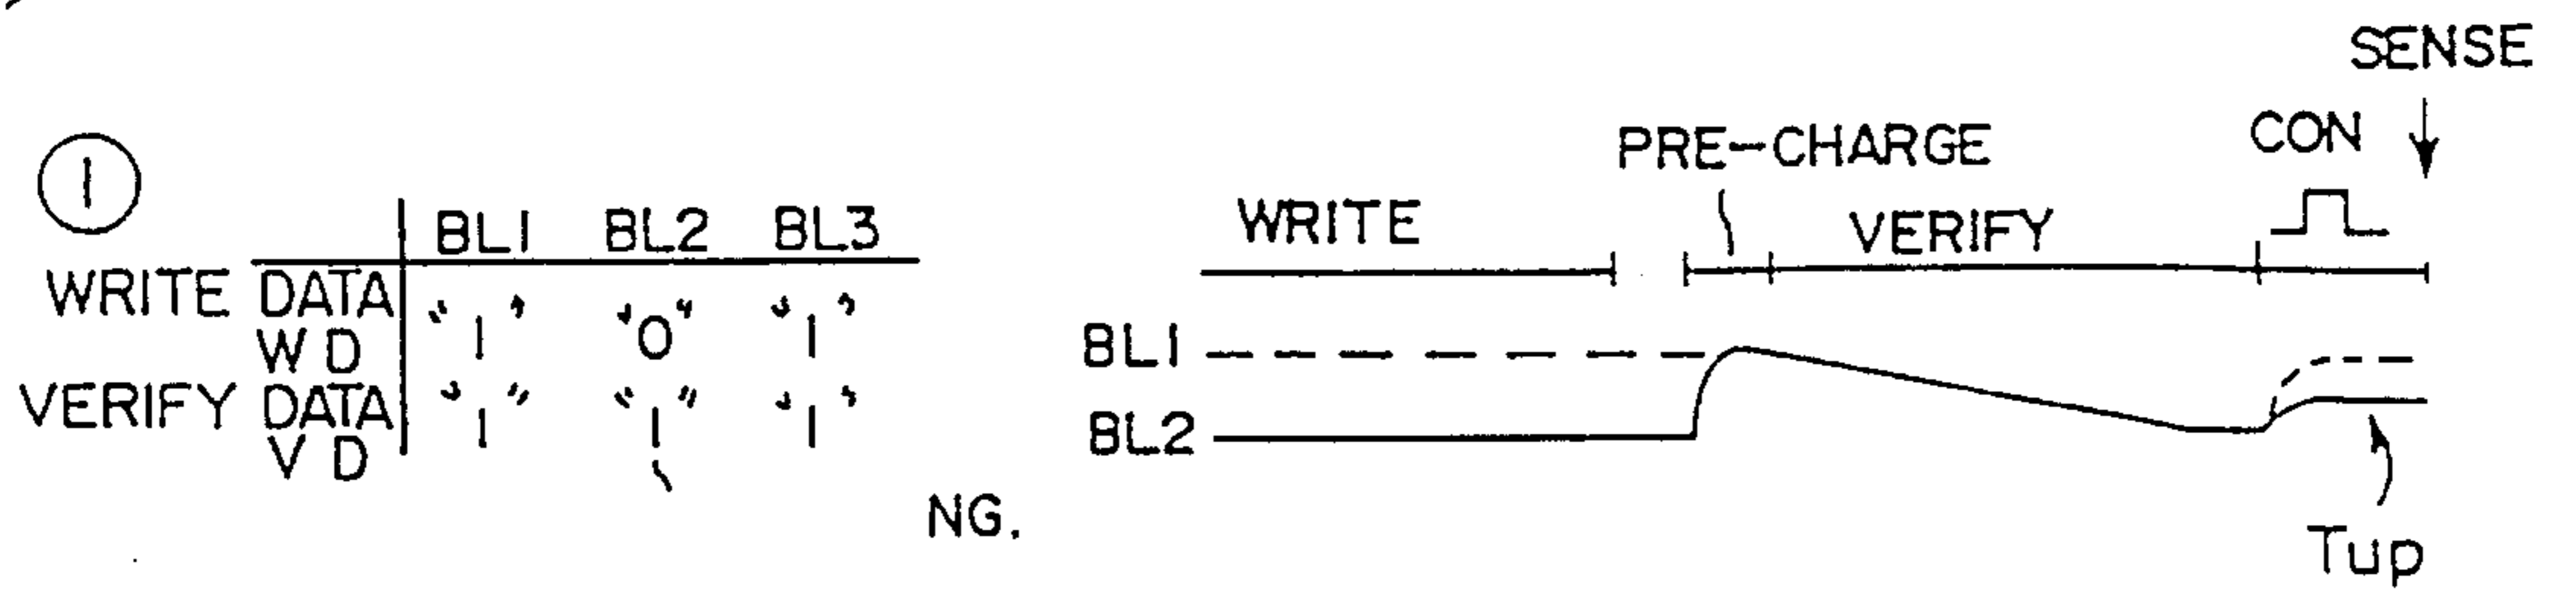 ①
BL1 BL2 BL3
WRITE DATA WD "1" "0" "1"
VERIFY DATA VD "1" "1" "1"
NG.
SENSE
CON
PRE-CHARGE
WRITE VERIFY
BL1
BL2
Tup